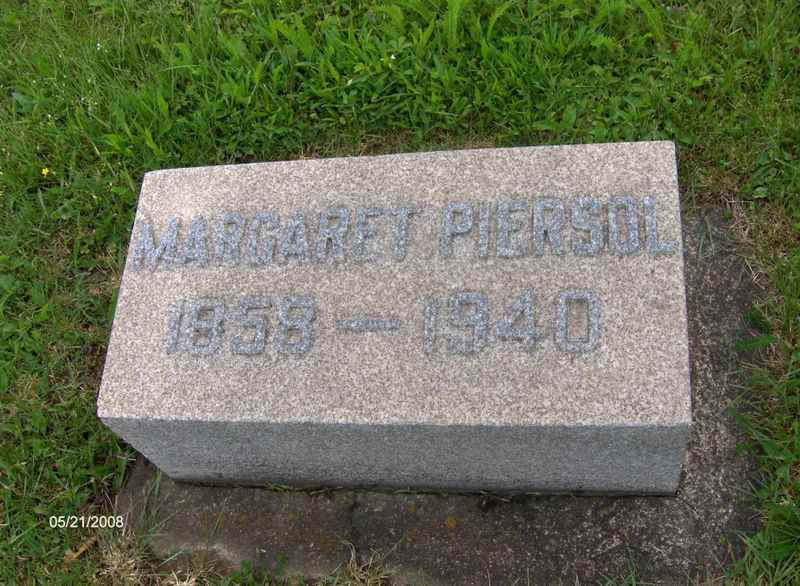 MARGARET PIERSOL
1858 — 1940
05/21/2008